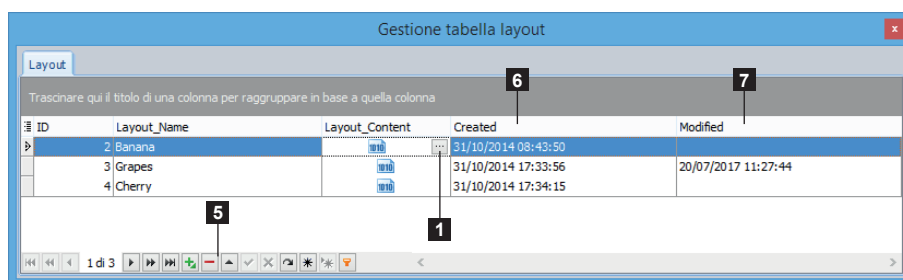 Gestione tabella layout
x
Layout
Trascinare qui il titolo di una colonna per raggruppare in base a quella colonna
6
7
ID Layout_Name Layout_Content Created Modified
2 Banana 1010 ... 31/10/2014 08:43:50
3 Grapes 1010 31/10/2014 17:33:56 20/07/2017 11:27:44
4 Cherry 1010 31/10/2014 17:34:15
5
1
1 di 3